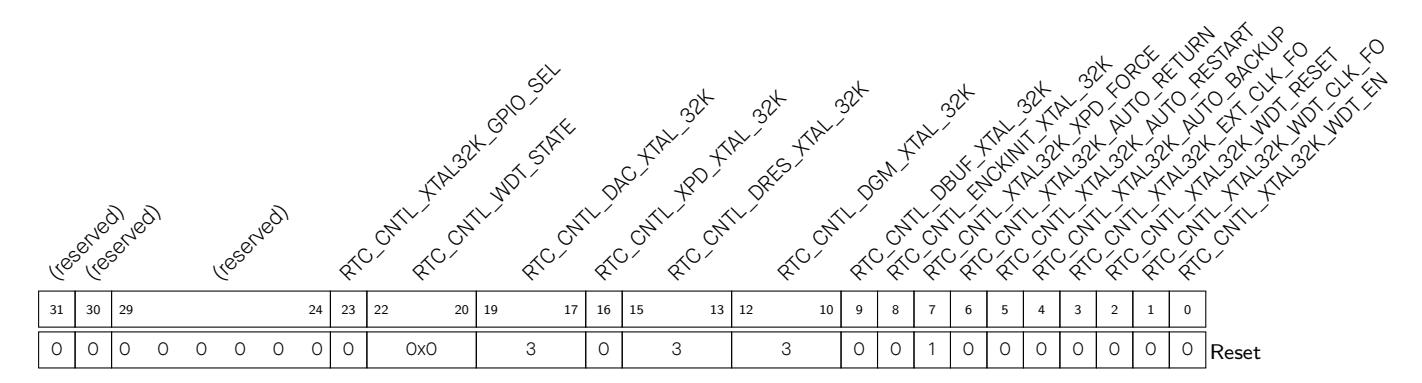 (reserved)
(reserved)
(reserved)
RTC_CNTL_XTAL32K_GPIO_SEL
RTC_CNTL_WDT_STATE
RTC_CNTL_DAC_XTAL_32K
RTC_CNTL_XPD_XTAL_32K
RTC_CNTL_DRES_XTAL_32K
RTC_CNTL_DGM_XTAL_32K
RTC_CNTL_DBUF_XTAL_32K
RTC_CNTL_ENCKINIT_XTAL_32K
RTC_CNTL_XTAL32K_XPD_FORCE
RTC_CNTL_XTAL32K_AUTO_RETURN
RTC_CNTL_XTAL32K_AUTO_RESTART
RTC_CNTL_XTAL32K_AUTO_BACKUP
RTC_CNTL_XTAL32K_EXT_CLK_FO
RTC_CNTL_XTAL32K_WDT_RESET
RTC_CNTL_XTAL32K_WDT_CLK_FO
RTC_CNTL_XTAL32K_WDT_EN
31 30 29 24 23 22 20 19 17 16 15 13 12 10 9 8 7 6 5 4 3 2 1 0
0 0 0 0 0 0 0 0 0 0x0 3 0 3 3 0 0 1 0 0 0 0 0 0 0 Reset